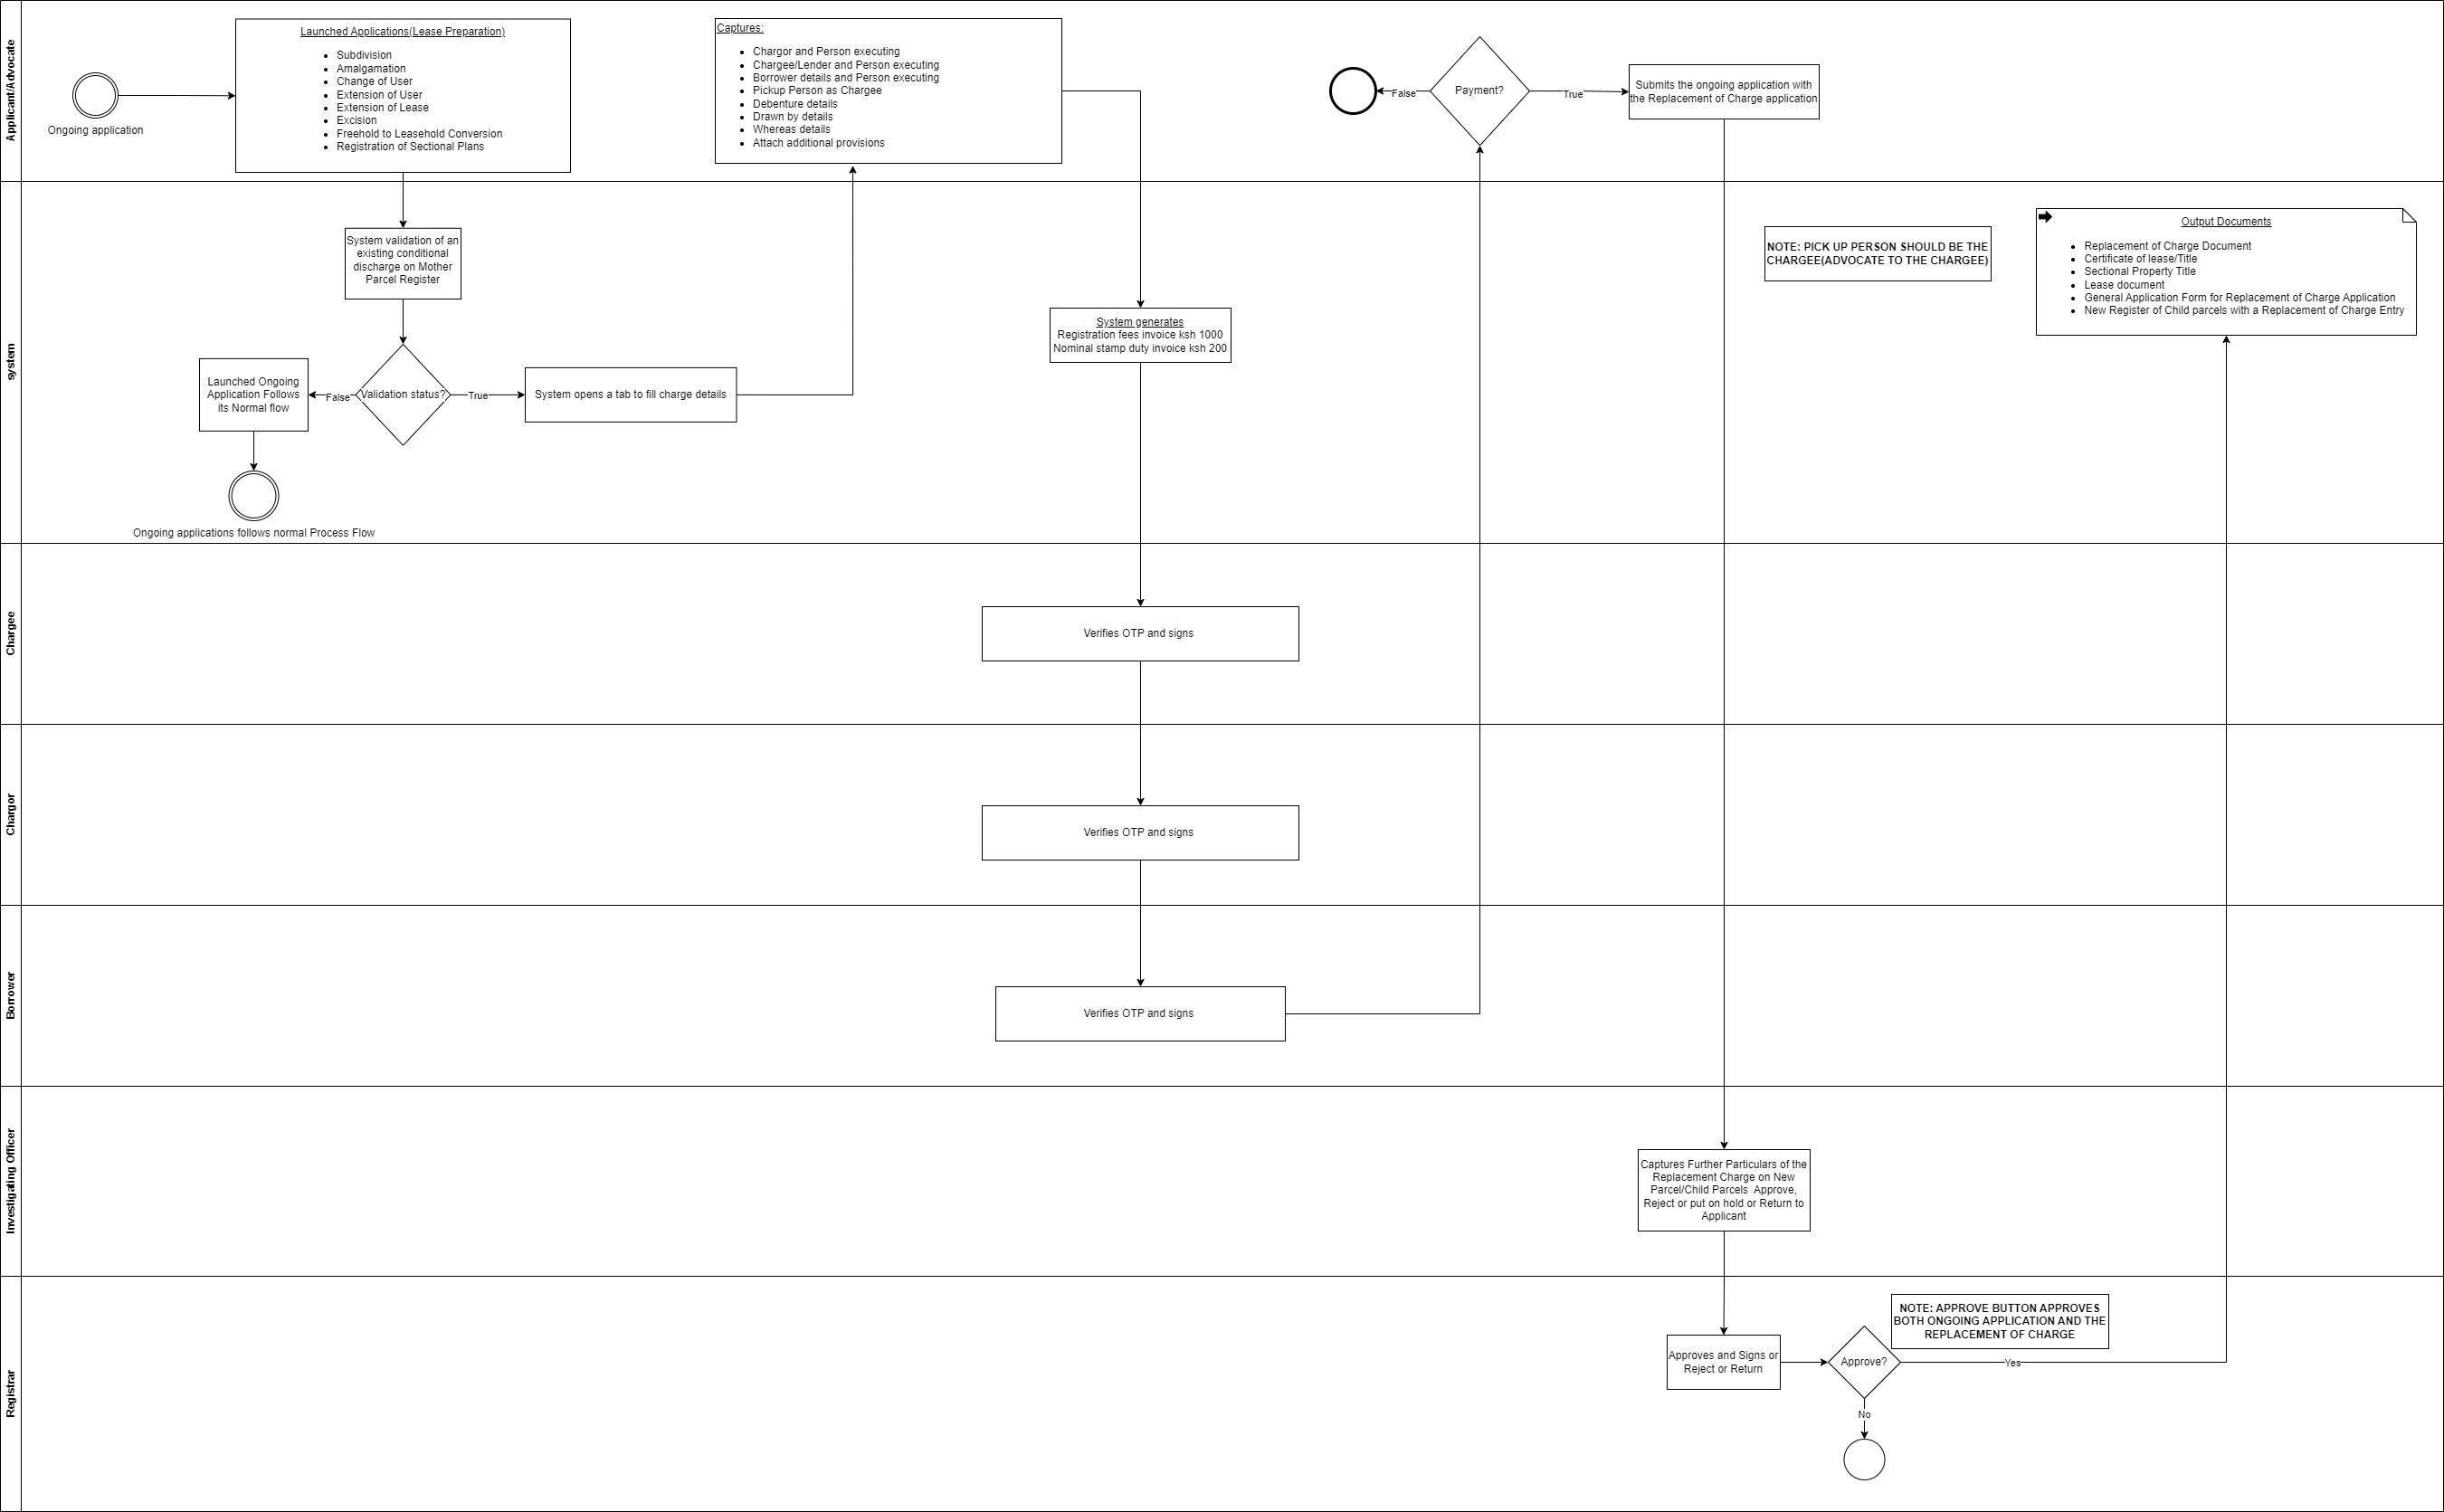 Applicant/Advocate
Ongoing application
Launched Applications(Lease Preparation)
Subdivision
Amalgamation
Change of User
Extension of User
Extension of Lease
Excision
Freehold to Leasehold Conversion
Registration of Sectional Plans
Captures:
Chargor and Person executing
Chargee/Lender and Person executing
Borrower details and Person executing
Pickup Person as Chargee
Debenture details
Drawn by details
Whereas details
Attach additional provisions
False
Payment?
True
Submits the ongoing application with
the Replacement of Charge application
system
System validation of an
existing conditional
discharge on Mother
Parcel Register
Launched Ongoing
Application Follows
its Normal flow
False
Validation status?
True
System opens a tab to fill charge details
Ongoing applications follows normal Process Flow
System generates
Registration fees invoice ksh 1000
Nominal stamp duty invoice ksh 200
NOTE: PICK UP PERSON SHOULD BE THE
CHARGEE(ADVOCATE TO THE CHARGEE)
Output Documents
Replacement of Charge Document
Certificate of lease/Title
Sectional Property Title
Lease document
General Application Form for Replacement of Charge Application
New Register of Child parcels with a Replacement of Charge Entry
Chargee
Verifies OTP and signs
Chargor
Verifies OTP and signs
Borrower
Verifies OTP and signs
Investigating Officer
Captures Further Particulars of the
Replacement Charge on New
Parcel/Child Parcels Approve,
Reject or put on hold or Return to
Applicant
Registrar
Approves and Signs or
Reject or Return
Approve?
NOTE: APPROVE BUTTON APPROVES
BOTH ONGOING APPLICATION AND THE
REPLACEMENT OF CHARGE
Yes
No